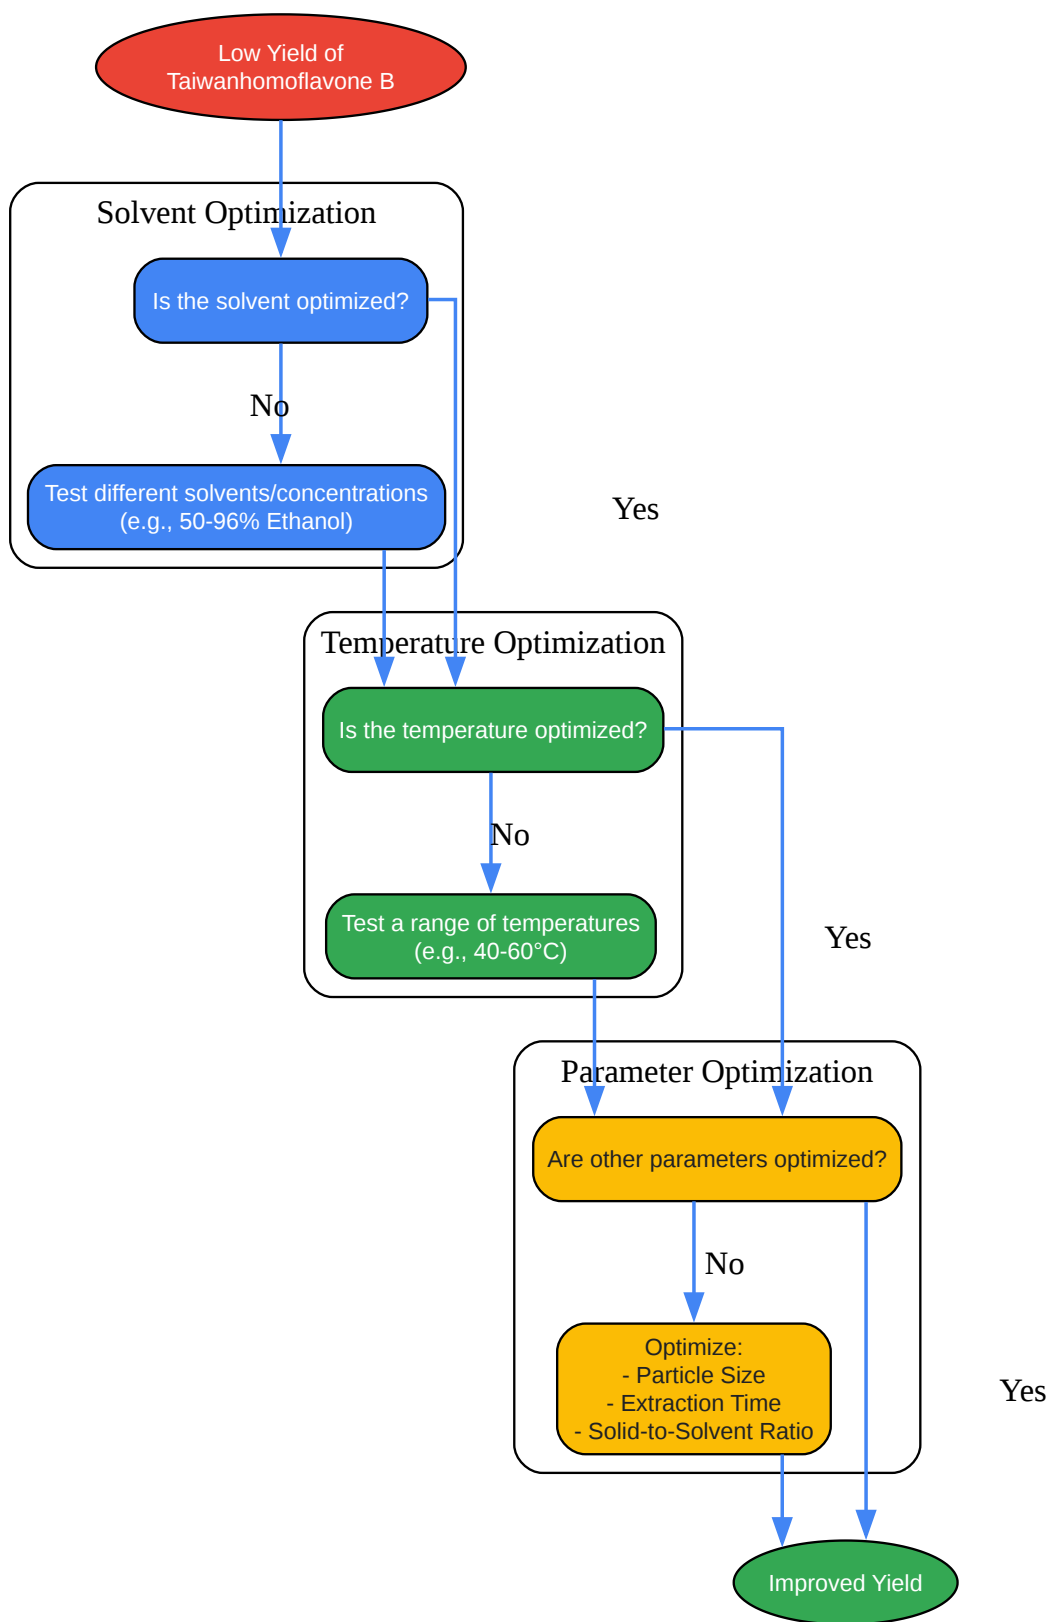 Low Yield of
Taiwanhomoflavone B
Solvent Optimization
Is the solvent optimized?
No
Test different solvents/concentrations
(e.g., 50-96% Ethanol)
Yes
Temperature Optimization
Is the temperature optimized?
No
Test a range of temperatures
(e.g., 40-60°C)
Yes
Parameter Optimization
Are other parameters optimized?
No
Optimize:
- Particle Size
- Extraction Time
- Solid-to-Solvent Ratio
Yes
Improved Yield